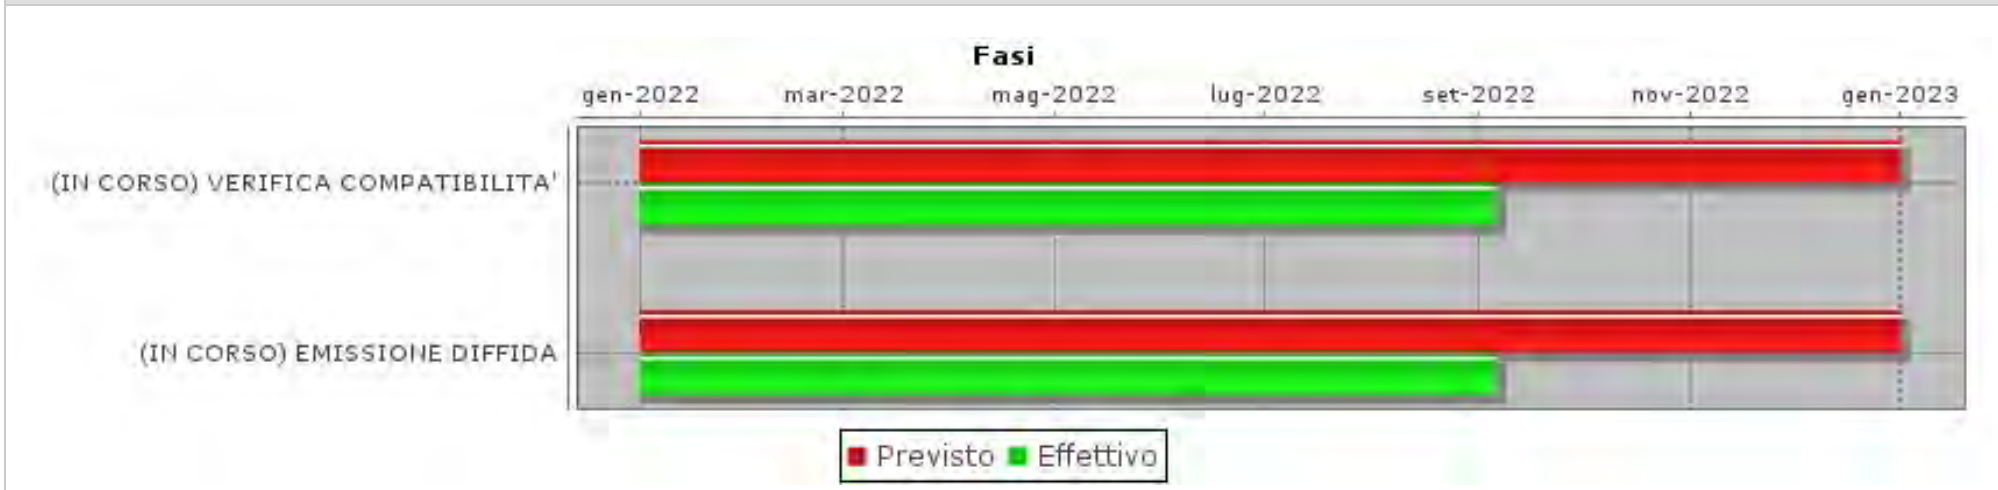 Fasi
gen-2022 mar-2022 mag-2022 lug-2022 set-2022 nov-2022 gen-2023
(IN CORSO) VERIFICA COMPATIBILITA'
(IN CORSO) EMISSIONE DIFFIDA
Previsto Effettivo